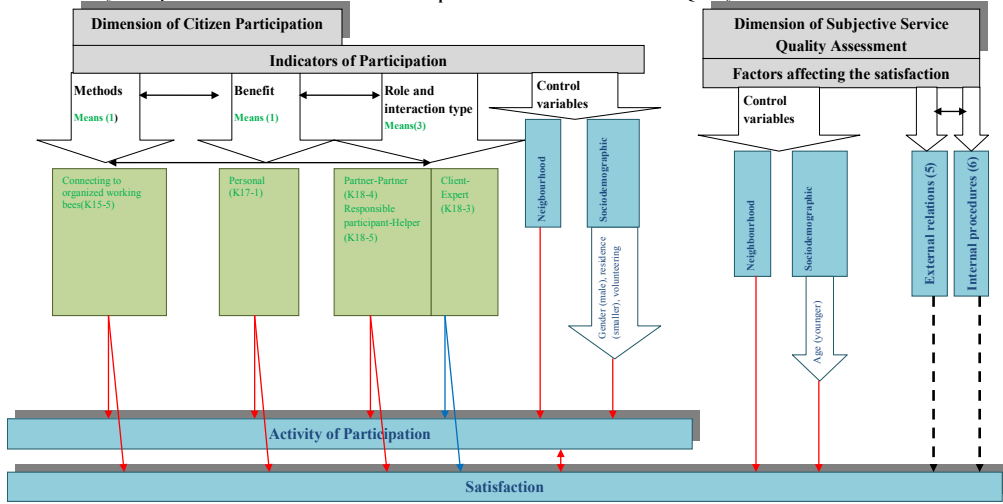 Dimension of Citizen Participation
Indicators of Participation
Methods
Means (1)
Benefit
Means (1)
Role and
interaction type
Means(3)
Control
variables
Connecting to
organized working
bees(K15-5)
Personal
(K17-1)
Partner-Partner
(K18-4)
Responsible
participant-Helper
(K18-5)
Client-
Expert
(K18-3)
Neighbourhood
Sociodemographic
Gender (male), residence
(smaller), volunteering
Dimension of Subjective Service
Quality Assessment
Factors affecting the satisfaction
Control
variables
Neighbourhood
Sociodemographic
Age (younger)
External relations (5)
Internal procedures (6)
Activity of Participation
Satisfaction